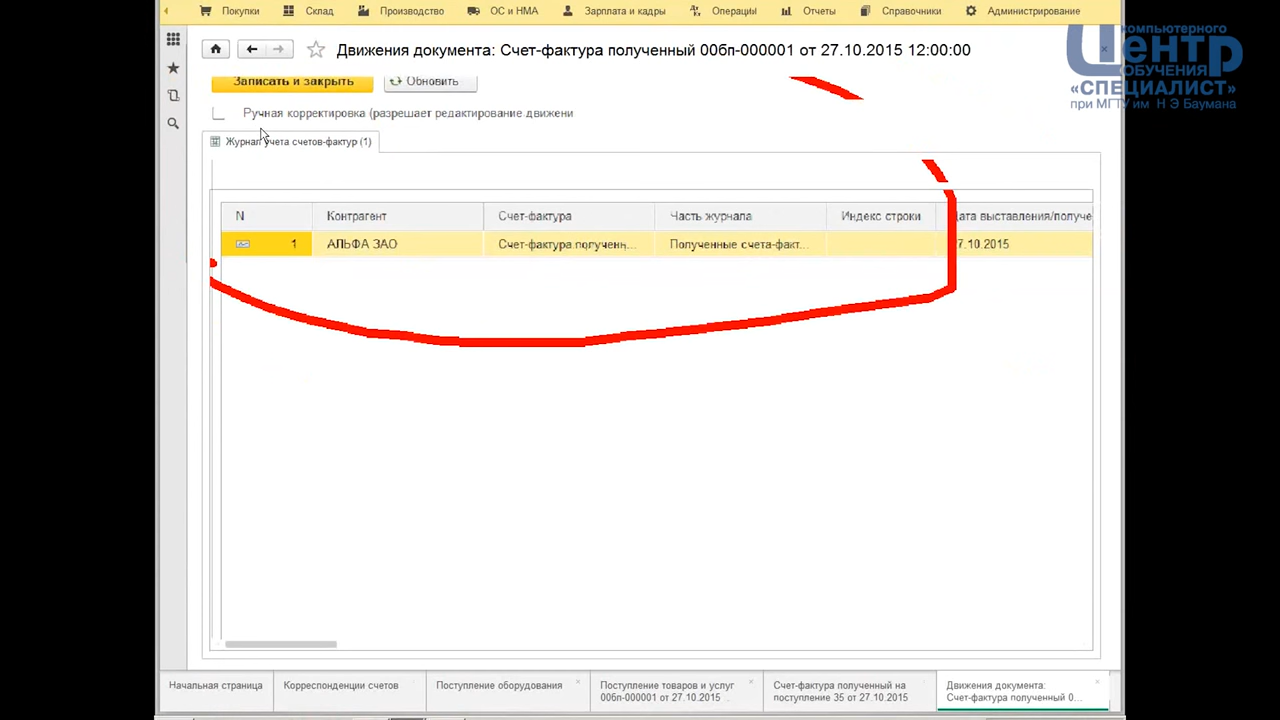 Покупки Склад Производство ОС и НМА Зарплата и кадры Операции Отчеты Справочники Администрирование
Движения документа: Счет-фактура полученный 00бп-000001 от 27.10.2015 12:00:00
компьютерного
Центр
ОБУЧЕНИЯ
«СПЕЦИАЛИСТ»
при МГТУ им Н Э Баумана
Записать и закрыть Обновить
Ручная корректировка (разрешает редактирование движени
Журнал учета счетов-фактур (1)
N Контрагент Счет-фактура Часть журнала Индекс строки Дата выставления/получе
1 АЛЬФА ЗАО Счет-фактура полученн... Полученные счета-факт... 27.10.2015
Начальная страница
Корреспонденции счетов
Поступление оборудования
Поступление товаров и услуг
00бп-000001 от 27.10.2015
Счет-фактура полученный на
поступление 35 от 27.10.2015
Движения документа:
Счет-фактура полученный 0...